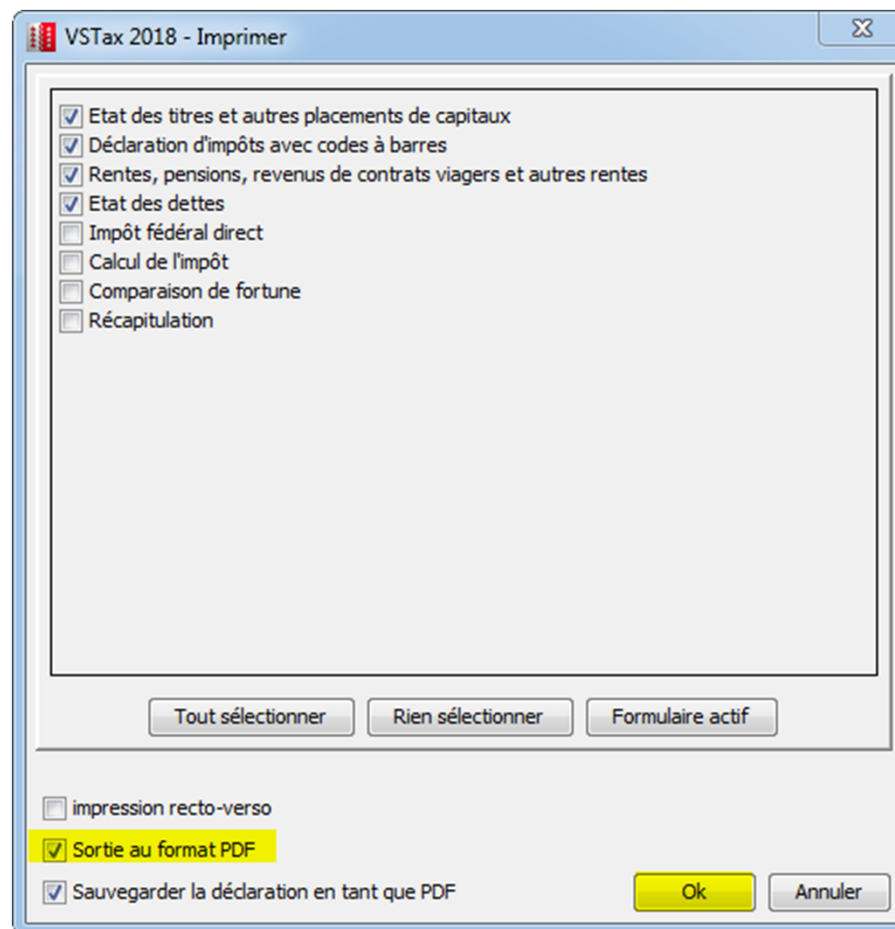 VSTax 2018 - Imprimer
Etat des titres et autres placements de capitaux
Déclaration d'impôts avec codes à barres
Rentes, pensions, revenus de contrats viagers et autres rentes
Etat des dettes
Impôt fédéral direct
Calcul de l'impôt
Comparaison de fortune
Récapitulation
Tout sélectionner Rien sélectionner Formulaire actif
impression recto-verso
Sortie au format PDF
Sauvegarder la déclaration en tant que PDF Ok Annuler